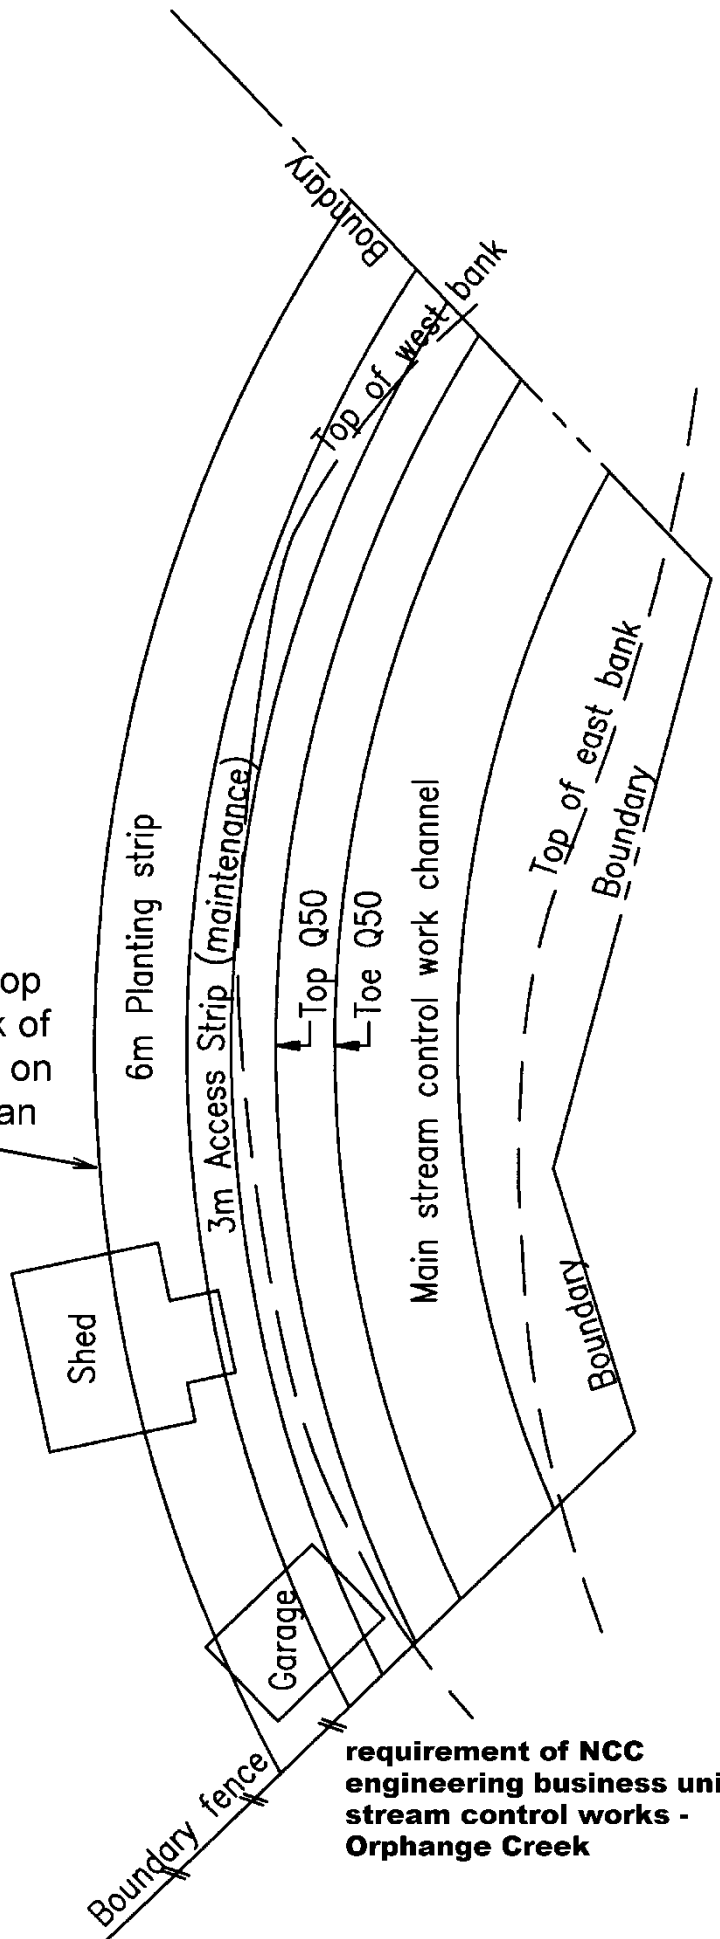 Boundary
Top of west bank
6m Planting strip
3m Access Strip (maintenance)
Top Q50
Toe Q50
Main stream control work channel
Top of east bank
Boundary
of
on
Boundary
Shed
Garage
Boundary fence
requirement of NCC
engineering business uni
stream control works -
Orphange Creek